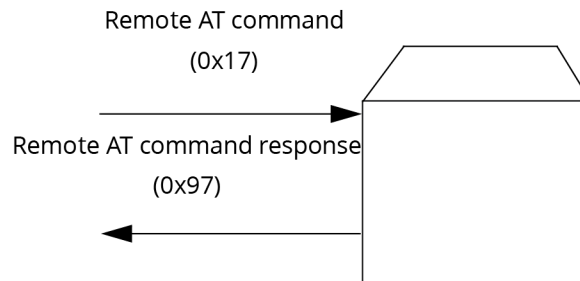 Remote AT command
(0x17)
Remote AT command response
(0x97)